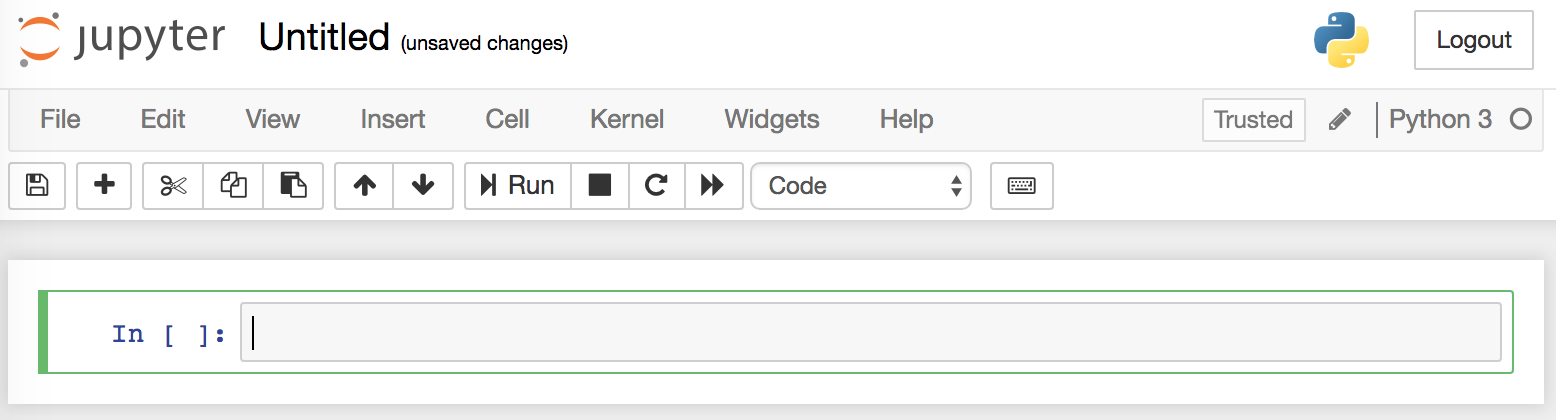 jupyter Untitled (unsaved changes) Logout
File Edit View Insert Cell Kernel Widgets Help Trusted Python 3
Run Code
In [ ]: